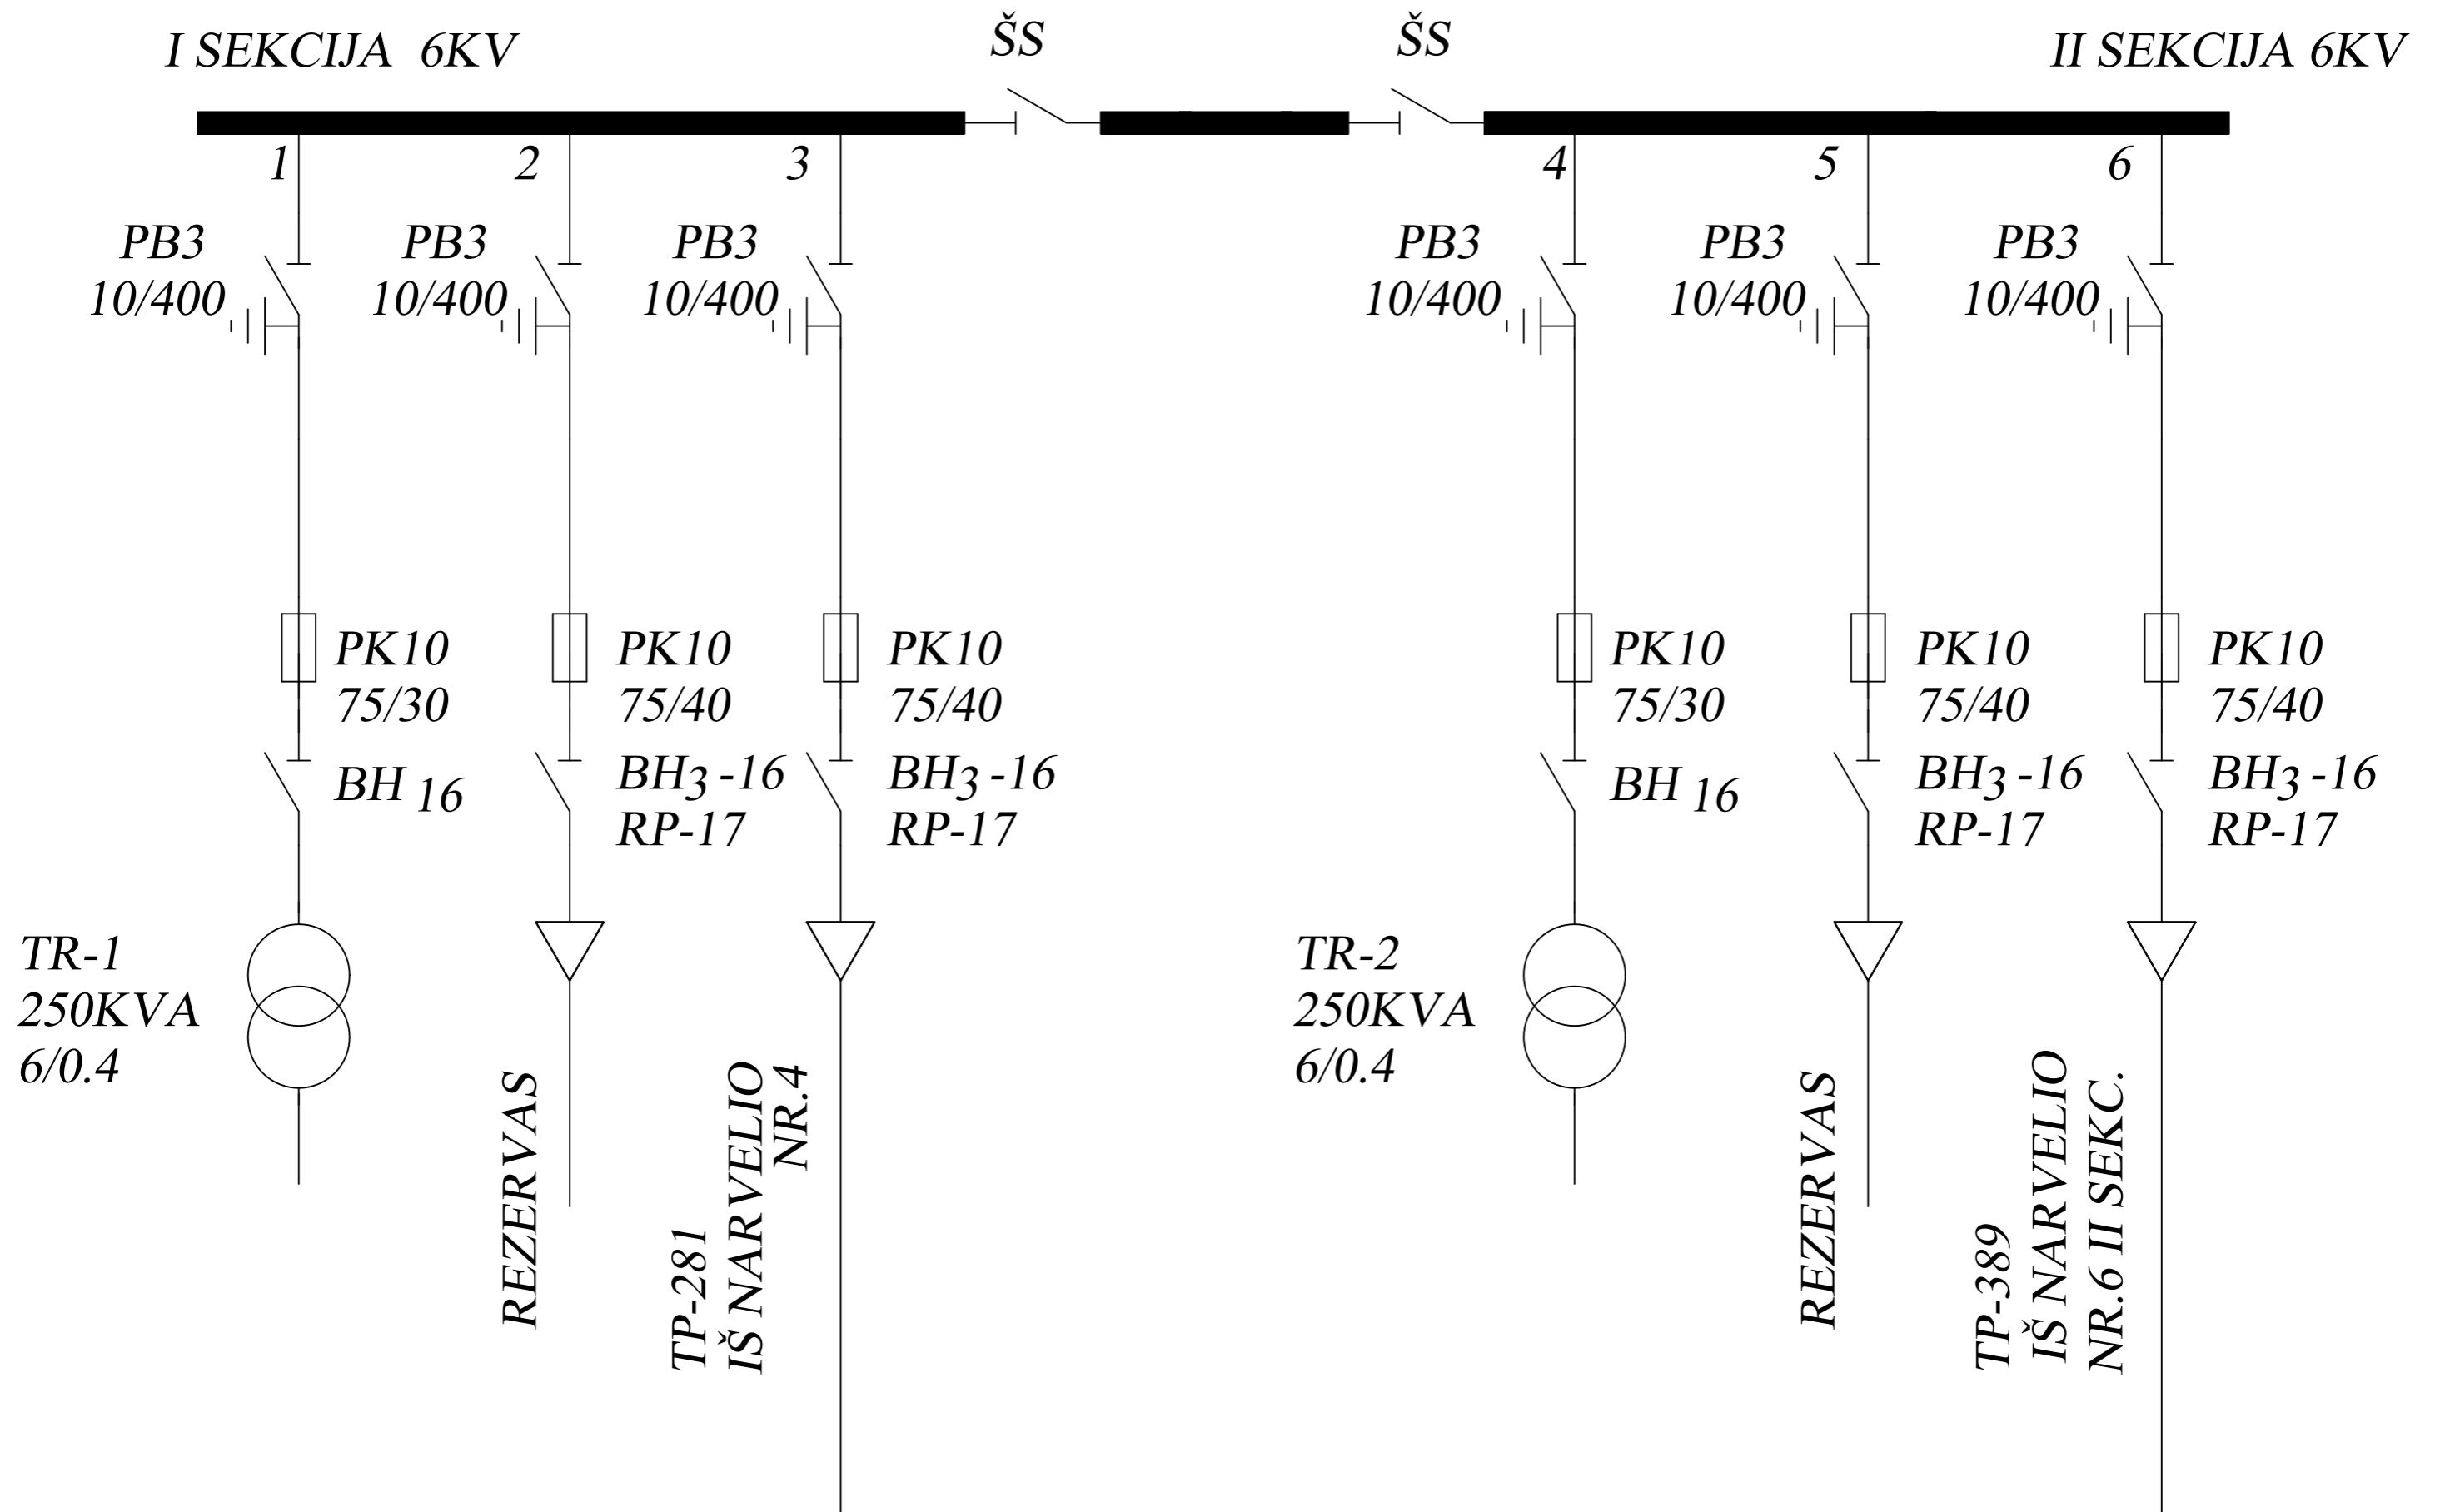 I SEKCIJA 6KV
ŠS
ŠS
II SEKCIJA 6KV
1
2
3
4
5
6
PB3
10/400
PB3
10/400
PB3
10/400
PB3
10/400
PB3
10/400
PB3
10/400
PK10
75/30
PK10
75/40
PK10
75/40
PK10
75/30
PK10
75/40
PK10
75/40
BH 16
BH3 -16
RP-17
BH3 -16
RP-17
BH 16
BH3 -16
RP-17
BH3 -16
RP-17
TR-1
250KVA
6/0.4
REZERVAS
TP-281
IŠ NARVELIO
NR.4
TR-2
250KVA
6/0.4
REZERVAS
TP-389
IŠ NARVELIO
NR.6 II SEKC.